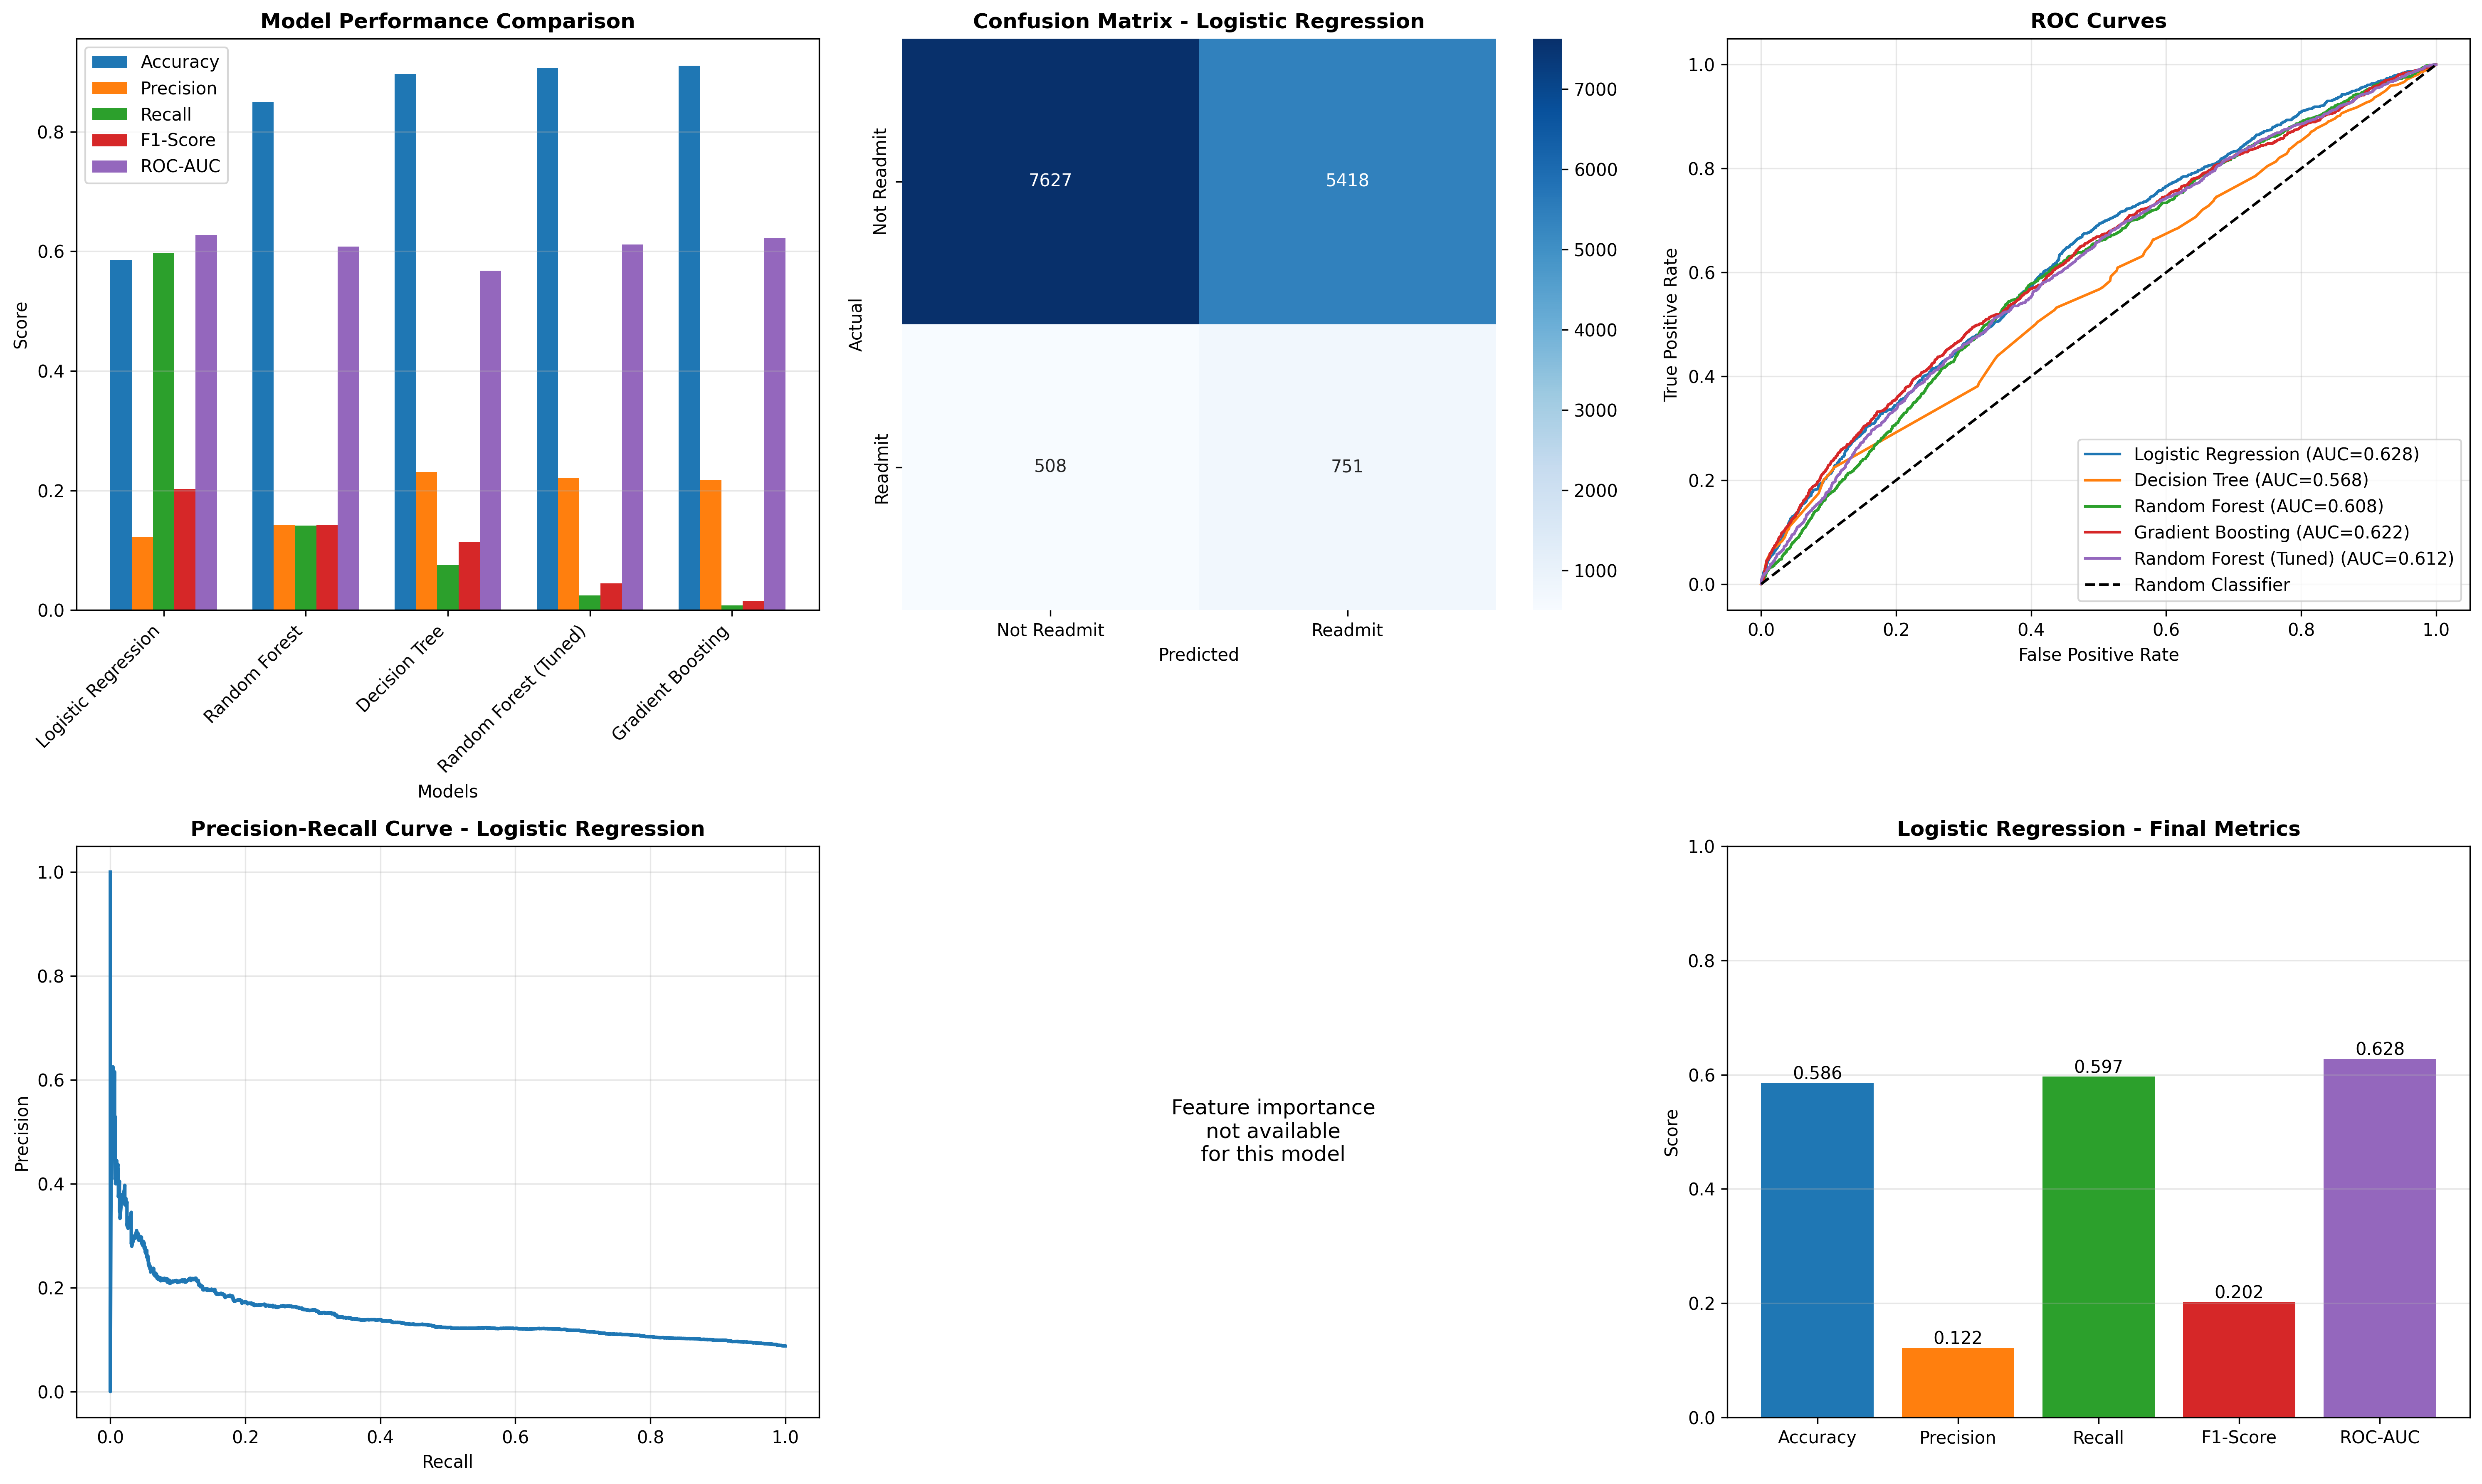 Model Performance Comparison
Accuracy
Precision
Recall
F1-Score
ROC-AUC
0.8
0.6
0.4
0.2
0.0
Score
Logistic Regression
Random Forest
Decision Tree
Random Forest (Tuned)
Gradient Boosting
Models
Confusion Matrix - Logistic Regression
Not Readmit
Readmit
Actual
7627
5418
508
751
Not Readmit
Readmit
Predicted
7000
6000
5000
4000
3000
2000
1000
ROC Curves
1.0
0.8
0.6
0.4
0.2
0.0
True Positive Rate
Logistic Regression (AUC=0.628)
Decision Tree (AUC=0.568)
Random Forest (AUC=0.608)
Gradient Boosting (AUC=0.622)
Random Forest (Tuned) (AUC=0.612)
Random Classifier
0.0 0.2 0.4 0.6 0.8 1.0
False Positive Rate
Precision-Recall Curve - Logistic Regression
1.0
0.8
0.6
0.4
0.2
0.0
Precision
0.0 0.2 0.4 0.6 0.8 1.0
Recall
Feature importance
not available
for this model
Logistic Regression - Final Metrics
1.0
0.8
0.6
0.4
0.2
0.0
Score
0.586
0.122
0.597
0.202
0.628
Accuracy Precision Recall F1-Score ROC-AUC